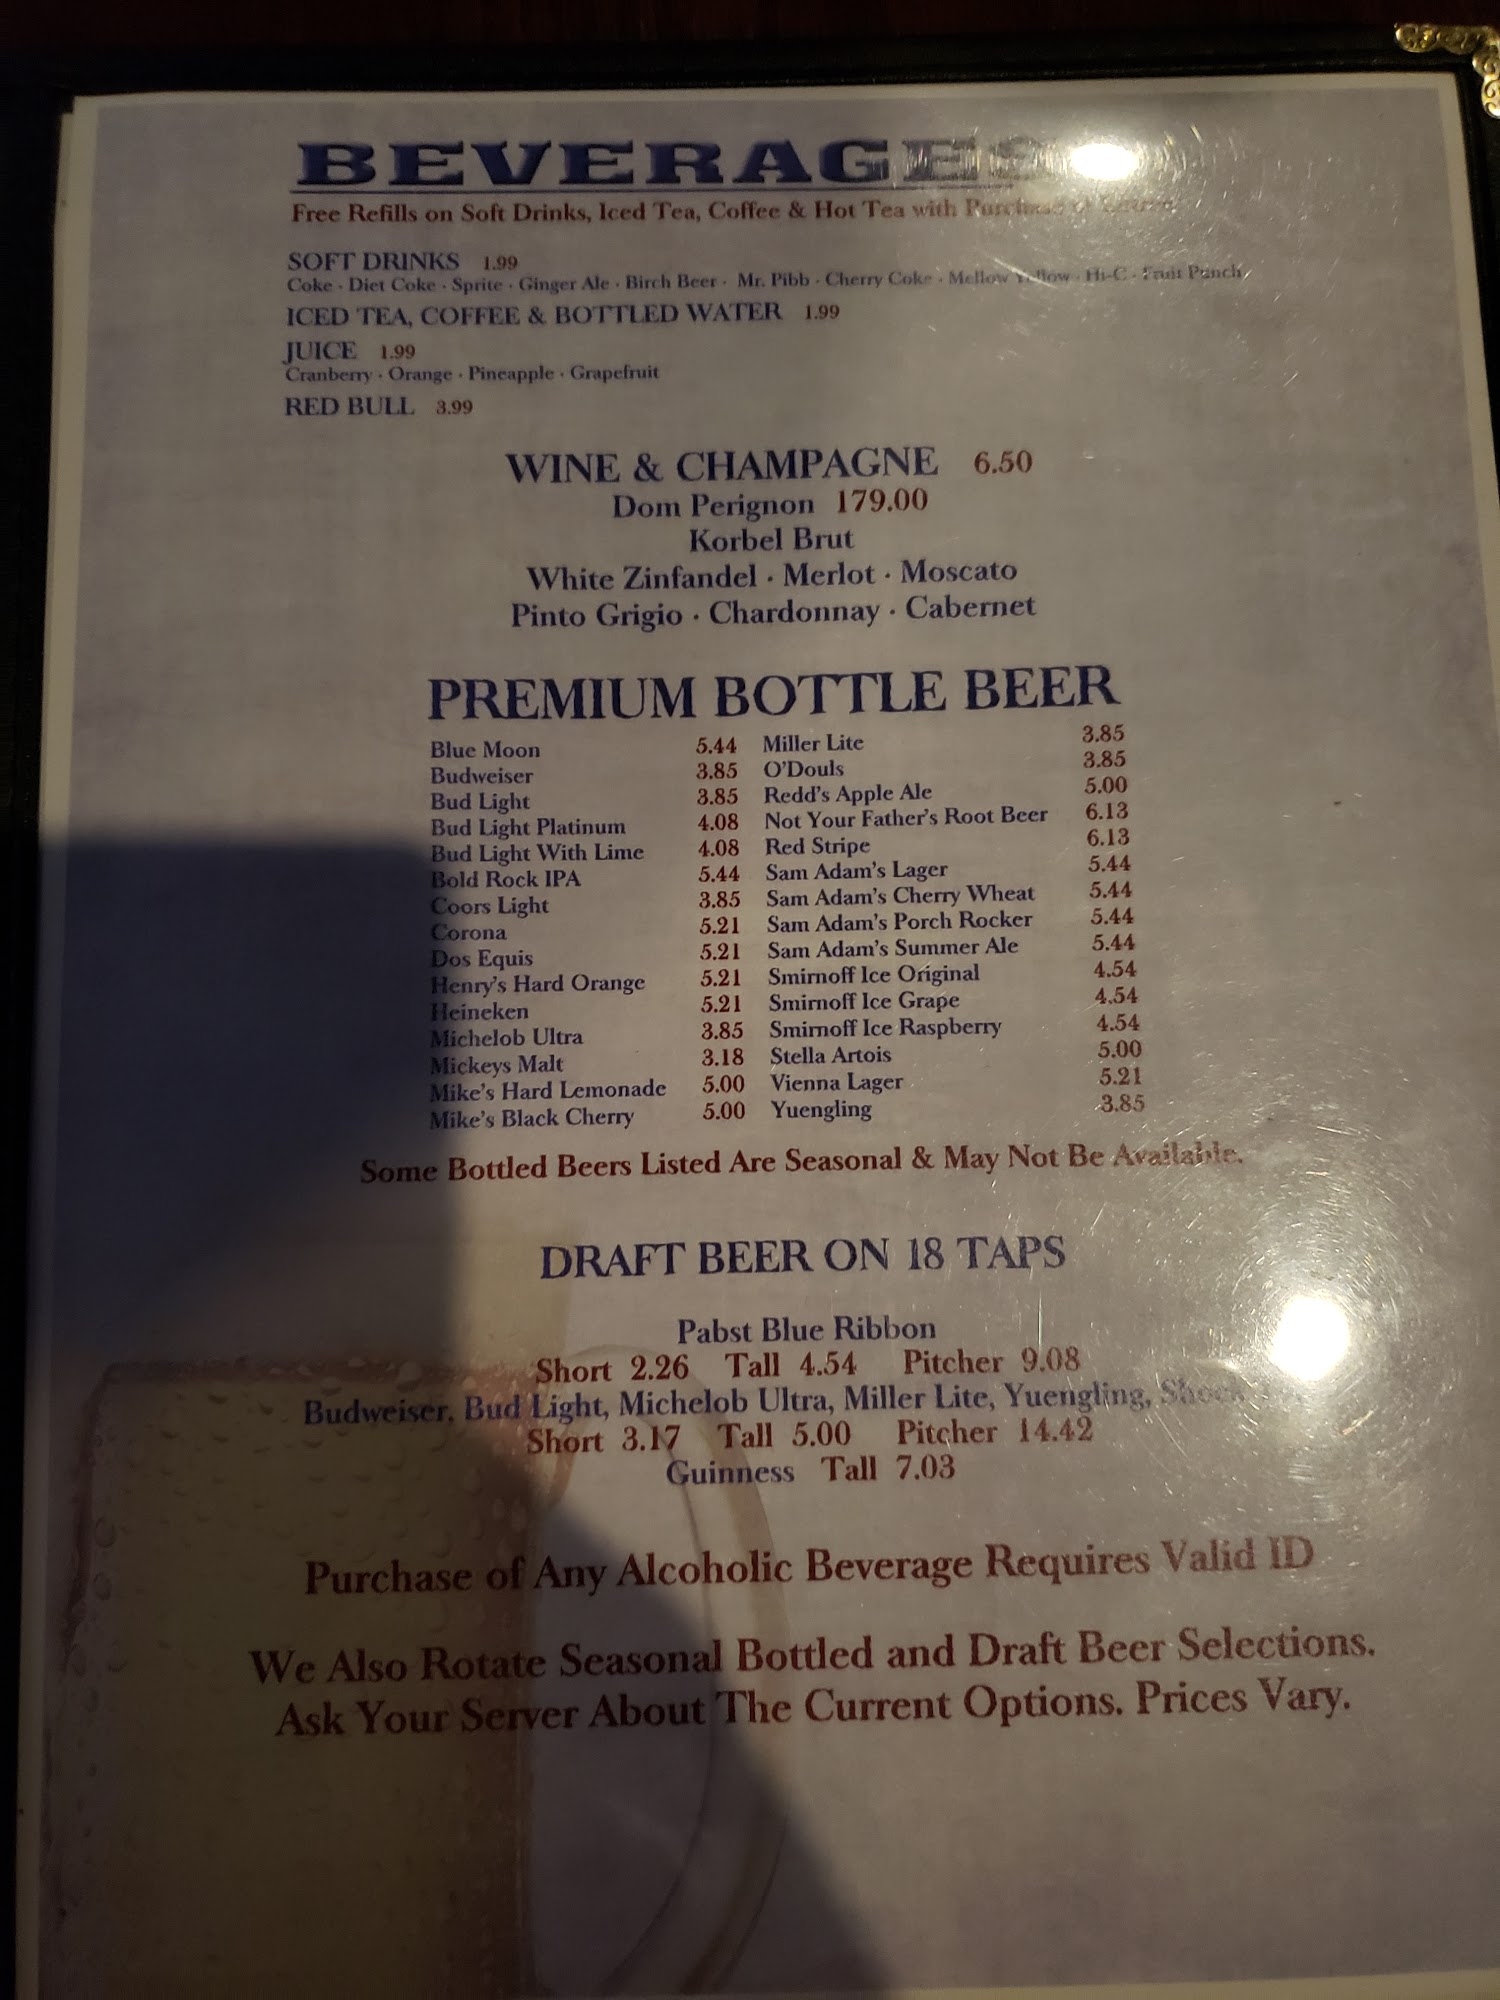 BEVERAGES
Free Refills on Soft Drinks, Iced Tea, Coffee & Hot Tea with Purchase
SOFT DRINKS 1.99
Coke · Diet Coke · Sprite · Ginger Ale · Birch Beer · Mr. Pibb · Cherry Coke · Mellow Yellow · Hi-C · Fruit Punch
ICED TEA, COFFEE & BOTTLED WATER 1.99
JUICE 1.99
Cranberry · Orange · Pineapple · Grapefruit
RED BULL 3.99
WINE & CHAMPAGNE 6.50
Dom Perignon 179.00
Korbel Brut
White Zinfandel · Merlot · Moscato
Pinto Grigio · Chardonnay · Cabernet
PREMIUM BOTTLE BEER
Blue Moon 5.44 Miller Lite 3.85
Budweiser 3.85 O'Douls 3.85
Bud Light 3.85 Redd's Apple Ale 5.00
Bud Light Platinum 4.08 Not Your Father's Root Beer 6.13
Bud Light With Lime 4.08 Red Stripe 6.13
Bold Rock IPA 5.44 Sam Adam's Lager 5.44
Coors Light 3.85 Sam Adam's Cherry Wheat 5.44
Corona 5.21 Sam Adam's Porch Rocker 5.44
Dos Equis 5.21 Sam Adam's Summer Ale 5.44
Henry's Hard Orange 5.21 Smirnoff Ice Original 4.54
Heineken 5.21 Smirnoff Ice Grape 4.54
Michelob Ultra 3.85 Smirnoff Ice Raspberry 4.54
Mickeys Malt 3.18 Stella Artois 5.00
Mike's Hard Lemonade 5.00 Vienna Lager 5.21
Mike's Black Cherry 5.00 Yuengling 3.85
Some Bottled Beers Listed Are Seasonal & May Not Be Available.
DRAFT BEER ON 18 TAPS
Pabst Blue Ribbon
Short 2.26 Tall 4.54 Pitcher 9.08
Budweiser, Bud Light, Michelob Ultra, Miller Lite, Yuengling,
Short 3.17 Tall 5.00 Pitcher 14.42
Guinness Tall 7.03
Purchase of Any Alcoholic Beverage Requires Valid ID
We Also Rotate Seasonal Bottled and Draft Beer Selections.
Ask Your Server About The Current Options. Prices Vary.